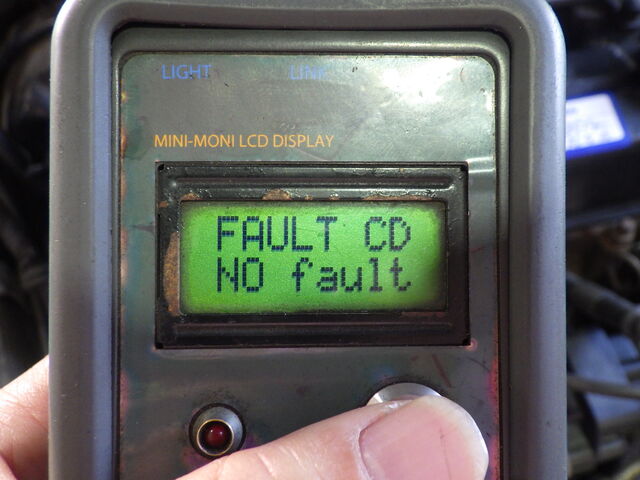 LIGHT LINK
MINI-MONI LCD DISPLAY
FAULT CD
NO fault